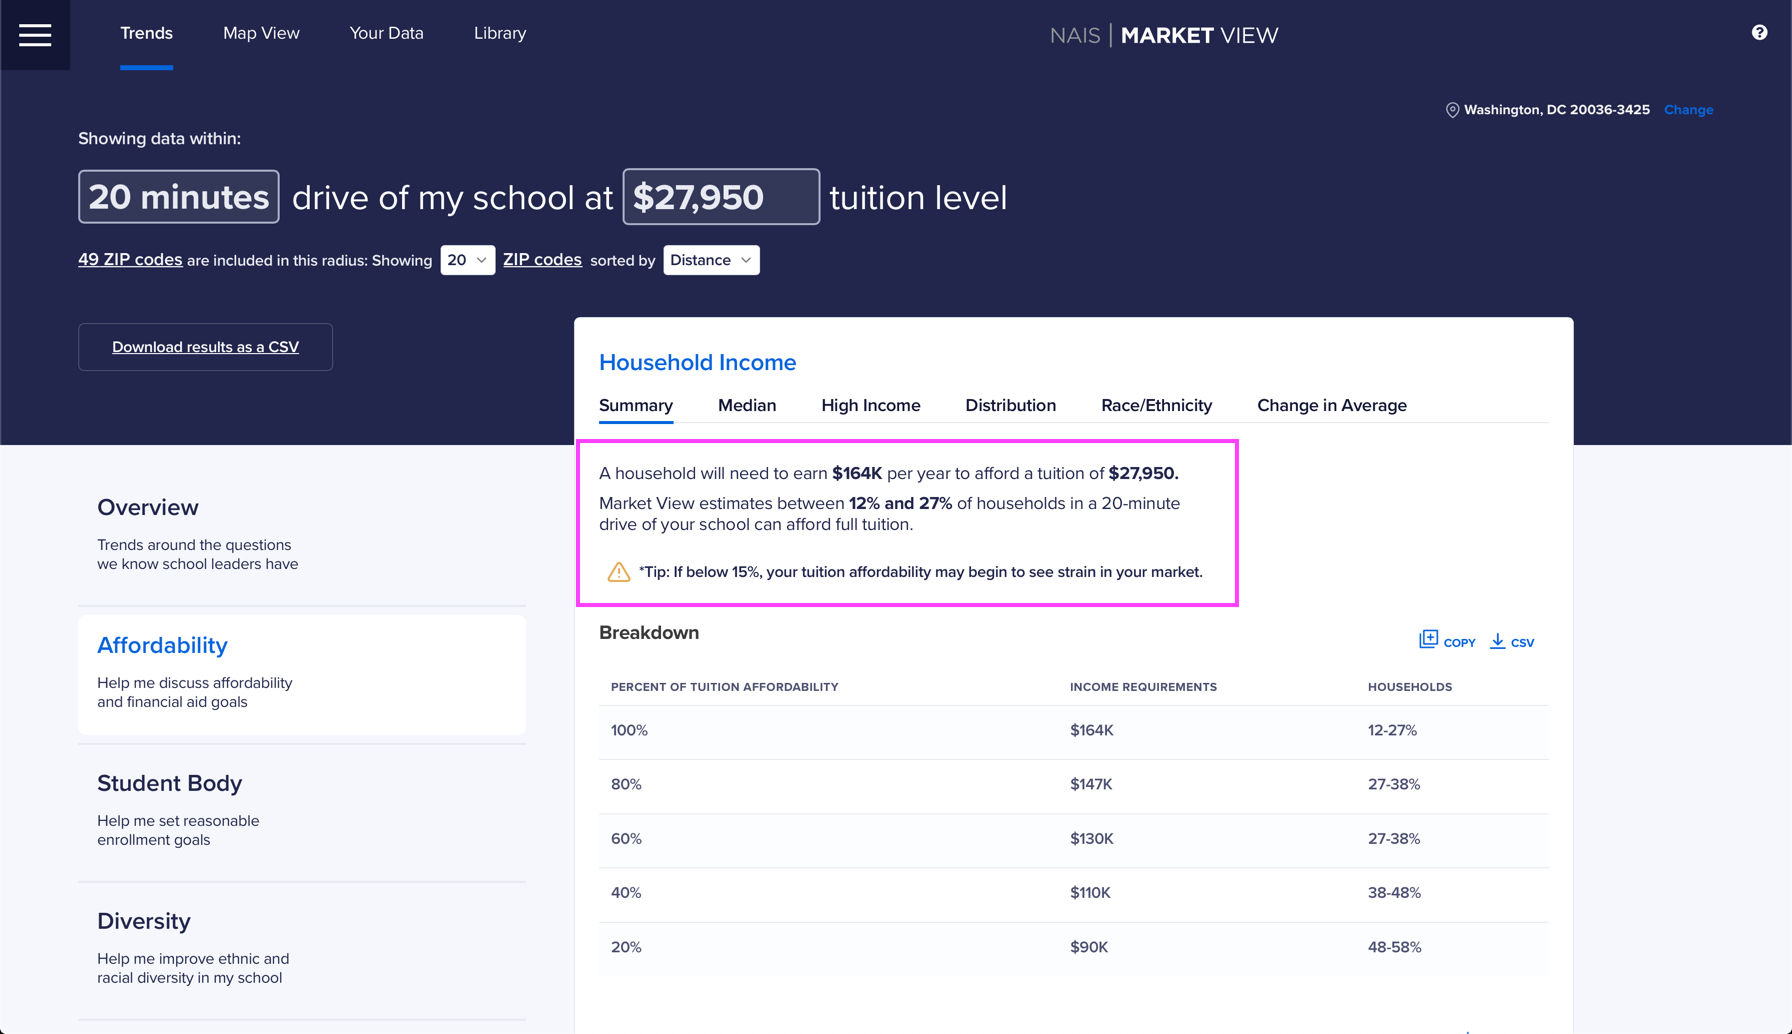 Trends Map View Your Data Library NAIS | MARKET VIEW ?
Washington, DC 20036-3425 Change
Showing data within:
20 minutes drive of my school at $27,950 tuition level
49 ZIP codes are included in this radius: Showing 20 ZIP codes sorted by Distance
Download results as a CSV
Household Income
Summary Median High Income Distribution Race/Ethnicity Change in Average
A household will need to earn $164K per year to afford a tuition of $27,950.
Market View estimates between 12% and 27% of households in a 20-minute
drive of your school can afford full tuition.
*Tip: If below 15%, your tuition affordability may begin to see strain in your market.
Overview
Trends around the questions
we know school leaders have
Affordability
Help me discuss affordability
and financial aid goals
Student Body
Help me set reasonable
enrollment goals
Diversity
Help me improve ethnic and
racial diversity in my school
Breakdown
COPY CSV
PERCENT OF TUITION AFFORDABILITY INCOME REQUIREMENTS HOUSEHOLDS
100% $164K 12-27%
80% $147K 27-38%
60% $130K 27-38%
40% $110K 38-48%
20% $90K 48-58%